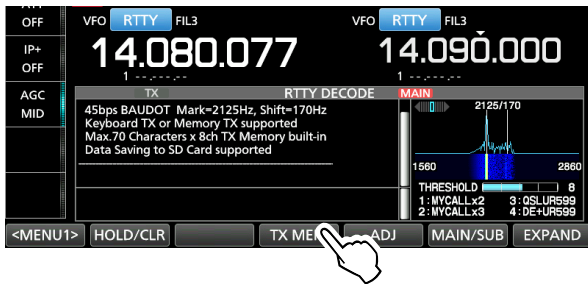 OFF
VFO RTTY FIL3
VFO RTTY FIL3
IP+
OFF
14.080.077
14.090.000
1 --.---.--
1 --.---.--
AGC
MID
TX
RTTY DECODE
MAIN
45bps BAUDOT Mark=2125Hz, Shift=170Hz
Keyboard TX or Memory TX supported
Max.70 Characters x 8ch TX Memory built-in
Data Saving to SD Card supported
2125/170
1560
2860
THRESHOLD 8
1:MYCALLx2 3:QSLUR599
2:MYCALLx3 4:DE+UR599
<MENU1> HOLD/CLR TX ADJ MAIN/SUB EXPAND